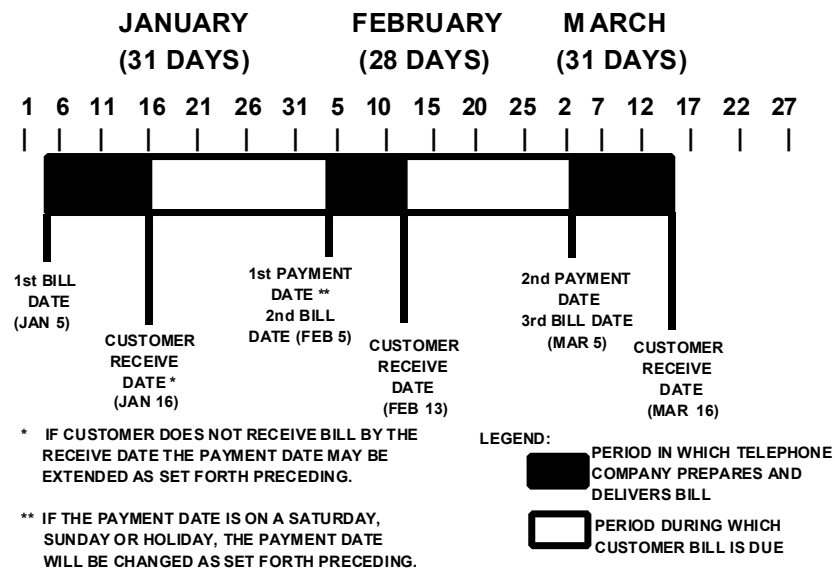 JANUARY FEBRUARY MARCH
(31 DAYS) (28 DAYS) (31 DAYS)
1 6 11 16 21 26 31 5 10 15 20 25 2 7 12 17 22 27
1st BILL
DATE
(JAN 5)
CUSTOMER
RECEIVE
DATE *
(JAN 16)
1st PAYMENT
DATE **
2nd BILL
DATE (FEB 5)
CUSTOMER
RECEIVE
DATE
(FEB 13)
2nd PAYMENT
DATE
3rd BILL DATE
(MAR 5)
CUSTOMER
RECEIVE
DATE
(MAR 16)
* IF CUSTOMER DOES NOT RECEIVE BILL BY THE
RECEIVE DATE THE PAYMENT DATE MAY BE
EXTENDED AS SET FORTH PRECEDING.
** IF THE PAYMENT DATE IS ON A SATURDAY,
SUNDAY OR HOLIDAY, THE PAYMENT DATE
WILL BE CHANGED AS SET FORTH PRECEDING.
LEGEND:
PERIOD IN WHICH TELEPHONE
COMPANY PREPARES AND
DELIVERS BILL
PERIOD DURING WHICH
CUSTOMER BILL IS DUE